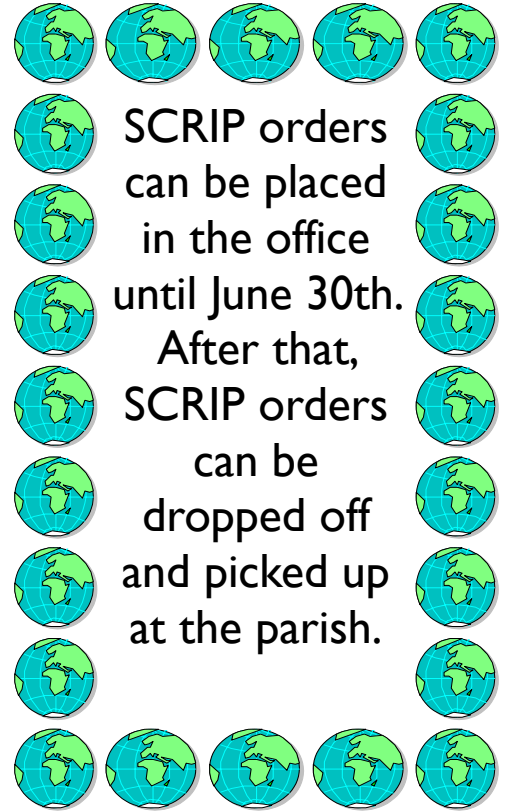 SCRIP orders
can be placed
in the office
until June 30th.
After that,
SCRIP orders
can be
dropped off
and picked up
at the parish.